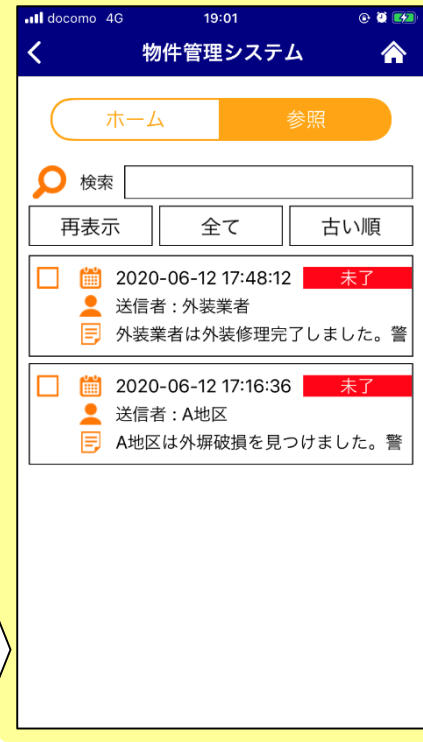 docomo 4G 19:01
物件管理システム
ホーム 参照
検索
再表示 全て 古い順
2020-06-12 17:48:12 未了
送信者：外装業者
外装業者は外装修理完了しました。警
2020-06-12 17:16:36 未了
送信者：A地区
A地区は外塀破損を見つけました。警